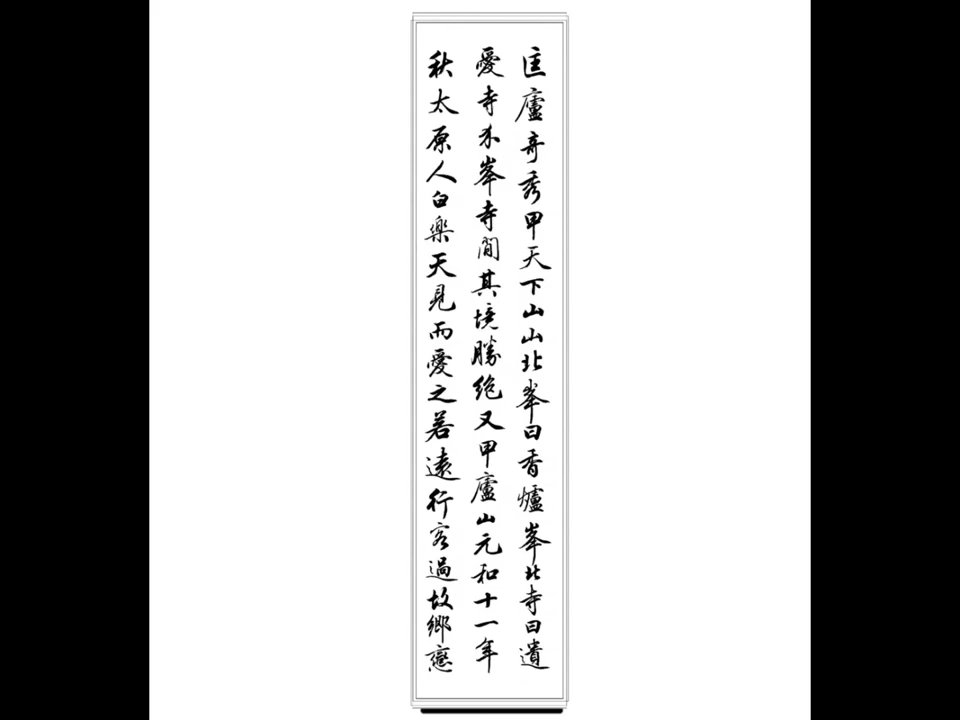 匡廬奇秀甲天下山山北峯曰香爐峯北寺曰遺
愛寺介峯寺間其境勝絶又甲廬山元和十一年
秋太原人白樂天見而愛之若遠行客過故鄉戀